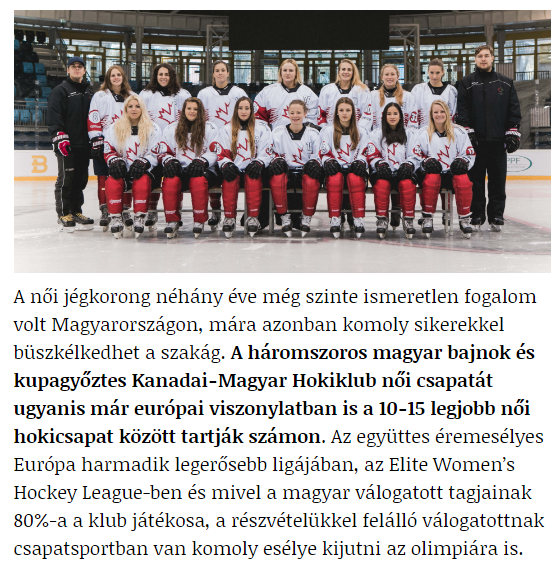 A női jégkorong néhány éve még szinte ismeretlen fogalom
volt Magyarországon, mára azonban komoly sikerekkel
büszkélkedhet a szakág. A háromszoros magyar bajnok és
kupagyőztes Kanadai-Magyar Hokiklub női csapatát
ugyanis már európai viszonylatban is a 10-15 legjobb női
hokicsapat között tartják számon. Az együttes éremesélyes
Európa harmadik legerősebb ligájában, az Elite Women's
Hockey League-ben és mivel a magyar válogatott tagjainak
80%-a a klub játékosa, a részvételükkel felálló válogatottnak
csapatsportban van komoly esélye kijutni az olimpiára is.